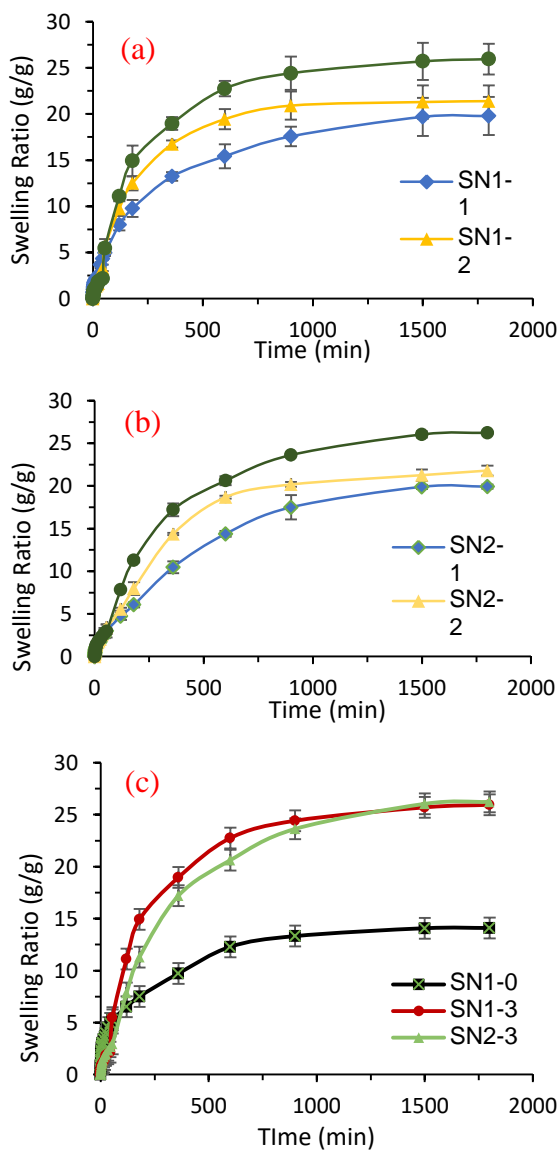 (a)
Swelling Ratio (g/g)
30
25
20
15
10
5
0
SN1-
1
SN1-
2
0
500
1000
1500
2000
Time (min)
(b)
Swelling Ratio (g/g)
30
25
20
15
10
5
0
SN2-
1
SN2-
2
0
500
1000
1500
2000
Time (min)
(c)
Swelling Ratio (g/g)
30
25
20
15
10
5
0
SN1-0
SN1-3
SN2-3
0
500
1000
1500
2000
TIme (min)